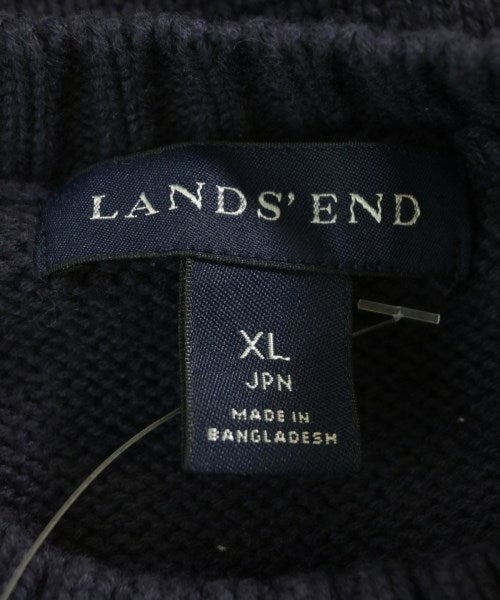 LANDS' END
XL
JPN
MADE IN
BANGLADESH